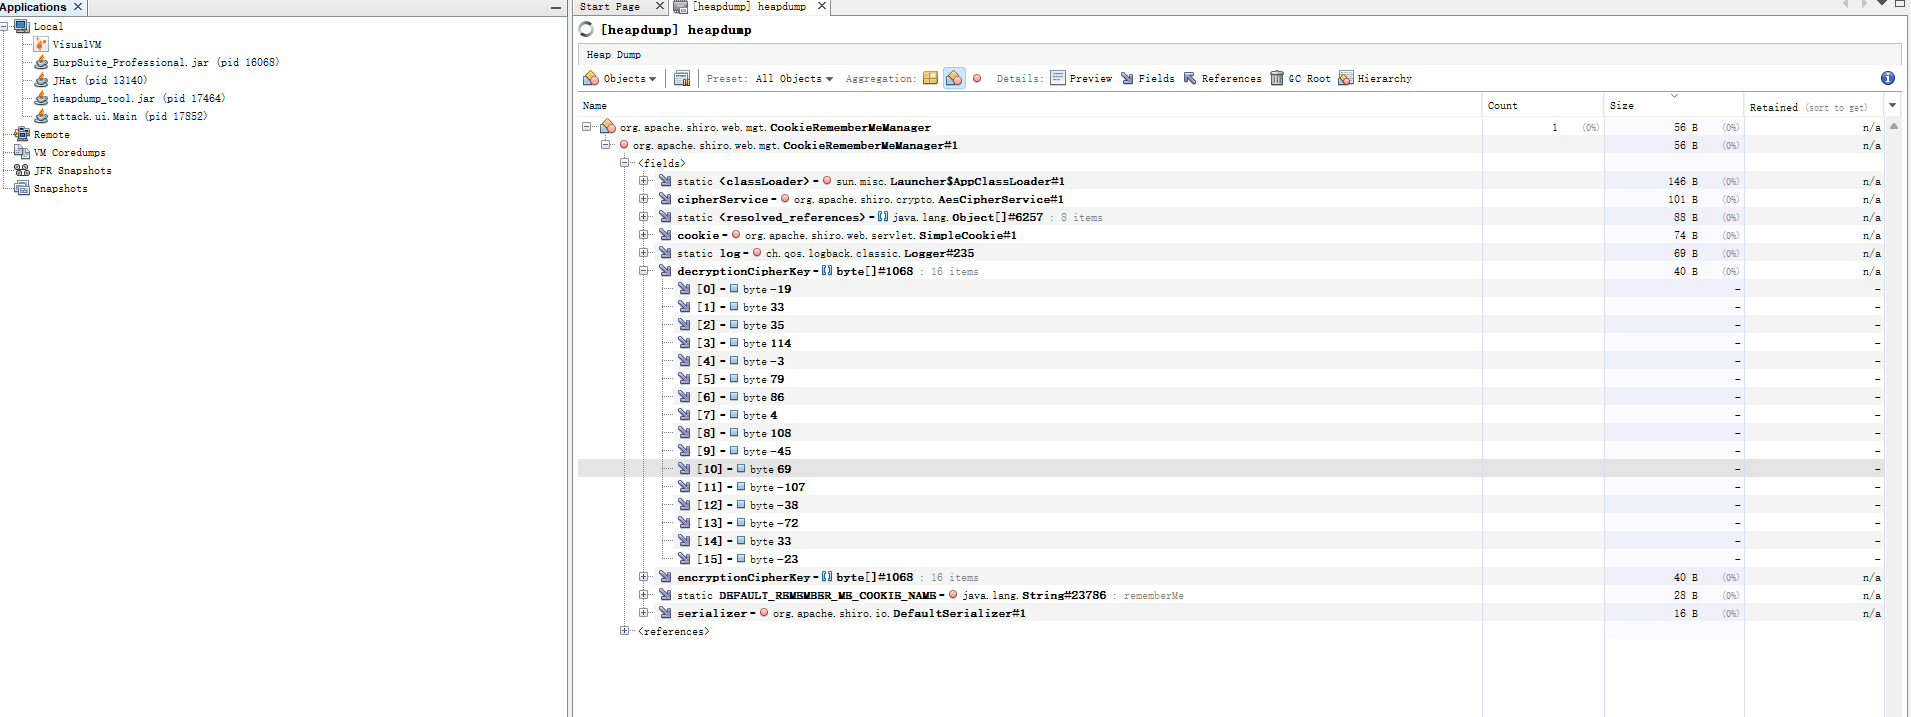 Applications
Local
VisualVM
BurpSuite_Professional.jar (pid 16068)
JHat (pid 13140)
heapdump_tool.jar (pid 17464)
attack.ui.Main (pid 17852)
Remote
VM Coredumps
JFR Snapshots
Snapshots
Start Page [heapdump] heapdump
[heapdump] heapdump
Heap Dump
Objects Preset: All Objects Aggregation: Details: Preview Fields References GC Root Hierarchy
Name Count Size Retained (sort to get)
org.apache.shiro.web.mgt.CookieRememberMeManager 1 (0%) 56 B (0%) n/a
org.apache.shiro.web.mgt.CookieRememberMeManager#1 56 B (0%) n/a
<fields>
static <classLoader> = sun.misc.Launcher$AppClassLoader#1 146 B (0%) n/a
cipherService = org.apache.shiro.crypto.AesCipherService#1 101 B (0%) n/a
static <resolved_references> = [] java.lang.Object[]#6257 : 8 items 88 B (0%) n/a
cookie = org.apache.shiro.web.servlet.SimpleCookie#1 74 B (0%) n/a
static log = ch.qos.logback.classic.Logger#235 69 B (0%) n/a
decryptionCipherKey = [] byte[]#1068 : 16 items 40 B (0%) n/a
[0] = byte -19 - -
[1] = byte 33 - -
[2] = byte 35 - -
[3] = byte 114 - -
[4] = byte -3 - -
[5] = byte 79 - -
[6] = byte 86 - -
[7] = byte 4 - -
[8] = byte 108 - -
[9] = byte -45 - -
[10] = byte 69 - -
[11] = byte -107 - -
[12] = byte -38 - -
[13] = byte -72 - -
[14] = byte 33 - -
[15] = byte -23 - -
encryptionCipherKey = [] byte[]#1068 : 16 items 40 B (0%) n/a
static DEFAULT_REMEMBER_ME_COOKIE_NAME = java.lang.String#23786 : rememberMe 28 B (0%) n/a
serializer = org.apache.shiro.io.DefaultSerializer#1 16 B (0%) n/a
<references>